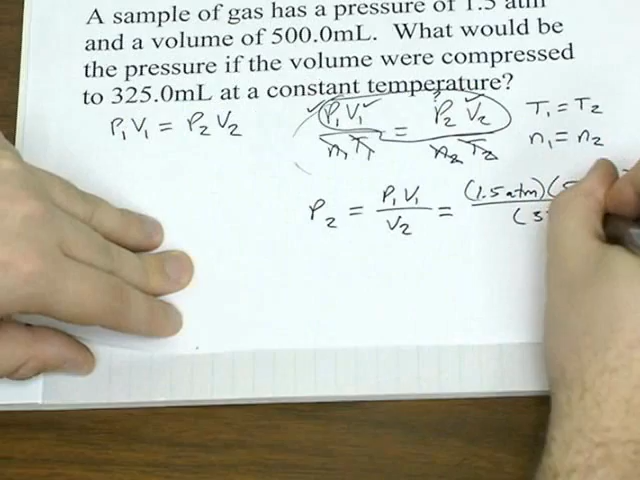 A sample of gas has a pressure of 1.5 atm
and a volume of 500.0mL. What would be
the pressure if the volume were compressed
to 325.0mL at a constant temperature?
P₁V₁ = P₂V₂
P₁V₁ / n₁T₁ = P₂V₂ / n₂T₂
T₁ = T₂
n₁ = n₂
P₂ = P₁V₁ / V₂ = (1.5 atm)(5 / (3